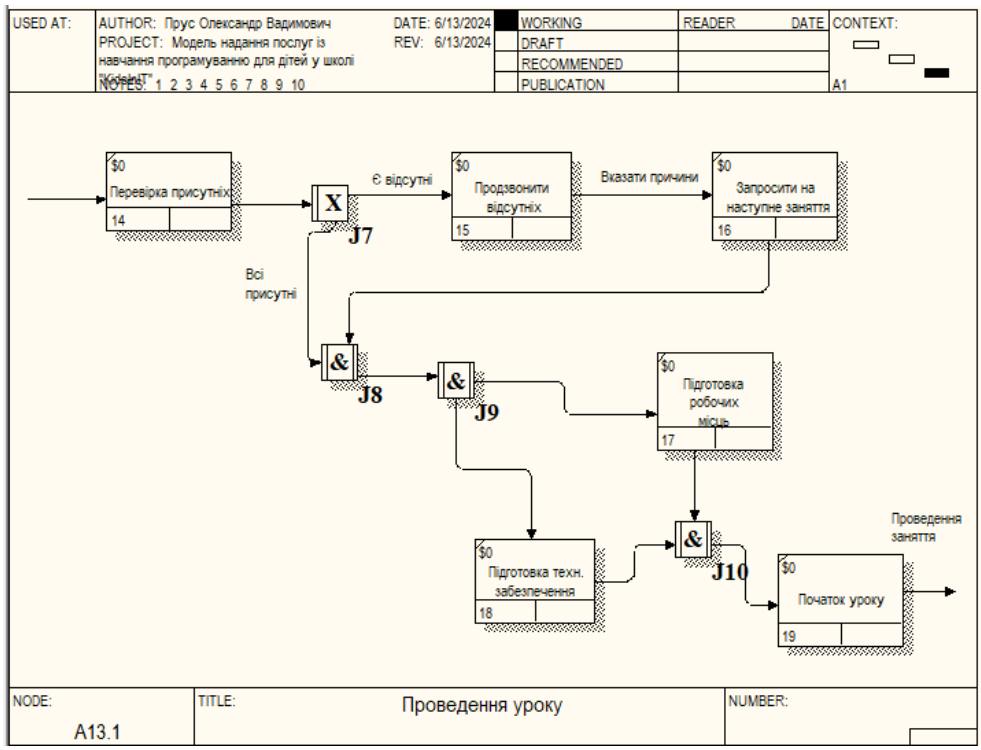 USED AT:
AUTHOR: Прус Олександр Вадимович
DATE: 6/13/2024
PROJECT: Модель надання послуг із
REV: 6/13/2024
навчання програмуванню для дітей у школі
"KidsInIT"
NOTES: 1 2 3 4 5 6 7 8 9 10
WORKING
DRAFT
RECOMMENDED
PUBLICATION
READER
DATE
CONTEXT:
A1
$0
Перевірка присутніх
14
X
J7
Є відсутні
$0
Продзвонити
відсутніх
15
Вказати причини
$0
Запросити на
наступне заняття
16
Всі
присутні
&
J8
&
J9
$0
Підготовка
робочих
місць
17
$0
Підготовка техн.
забезпечення
18
&
J10
$0
Початок уроку
19
Проведення
заняття
NODE:
A13.1
TITLE:
Проведення уроку
NUMBER: